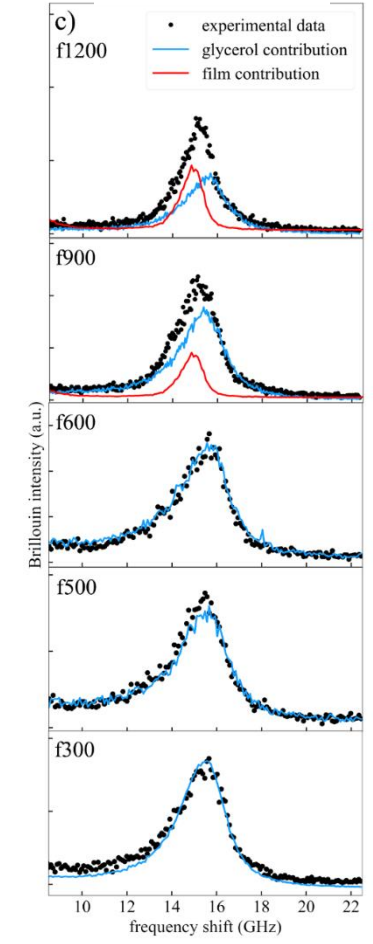 c)
f1200
experimental data
glycerol contribution
film contribution
f900
f600
f500
f300
Brillouin intensity (a.u.)
10 12 14 16 18 20 22
frequency shift (GHz)